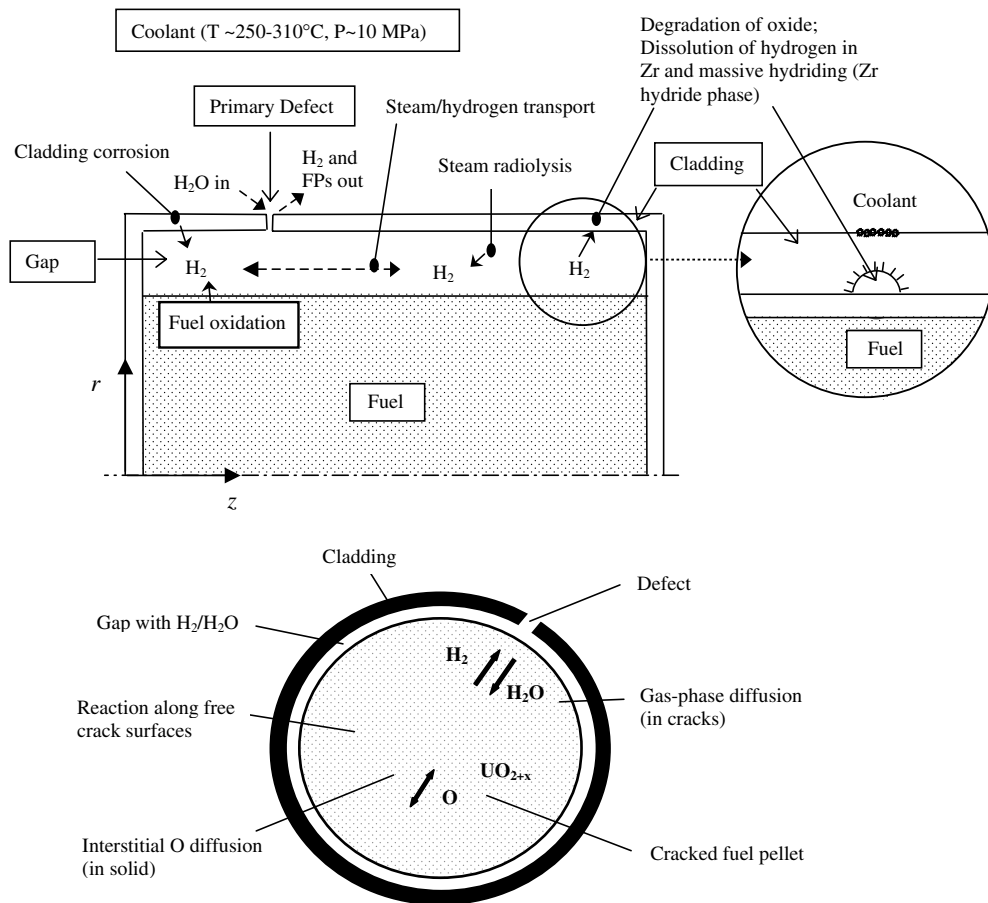 Coolant (T ~250-310°C, P~10 MPa)
Degradation of oxide;
Dissolution of hydrogen in
Zr and massive hydriding (Zr
hydride phase)
Primary Defect
Steam/hydrogen transport
Cladding corrosion
H2O in
H2 and
FPs out
Steam radiolysis
Cladding
Coolant
Gap
H2
H2
H2
Fuel oxidation
Fuel
r
Fuel
z
Cladding
Defect
Gap with H2/H2O
H2
H2O
Gas-phase diffusion
(in cracks)
Reaction along free
crack surfaces
UO2+x
O
Interstitial O diffusion
(in solid)
Cracked fuel pellet